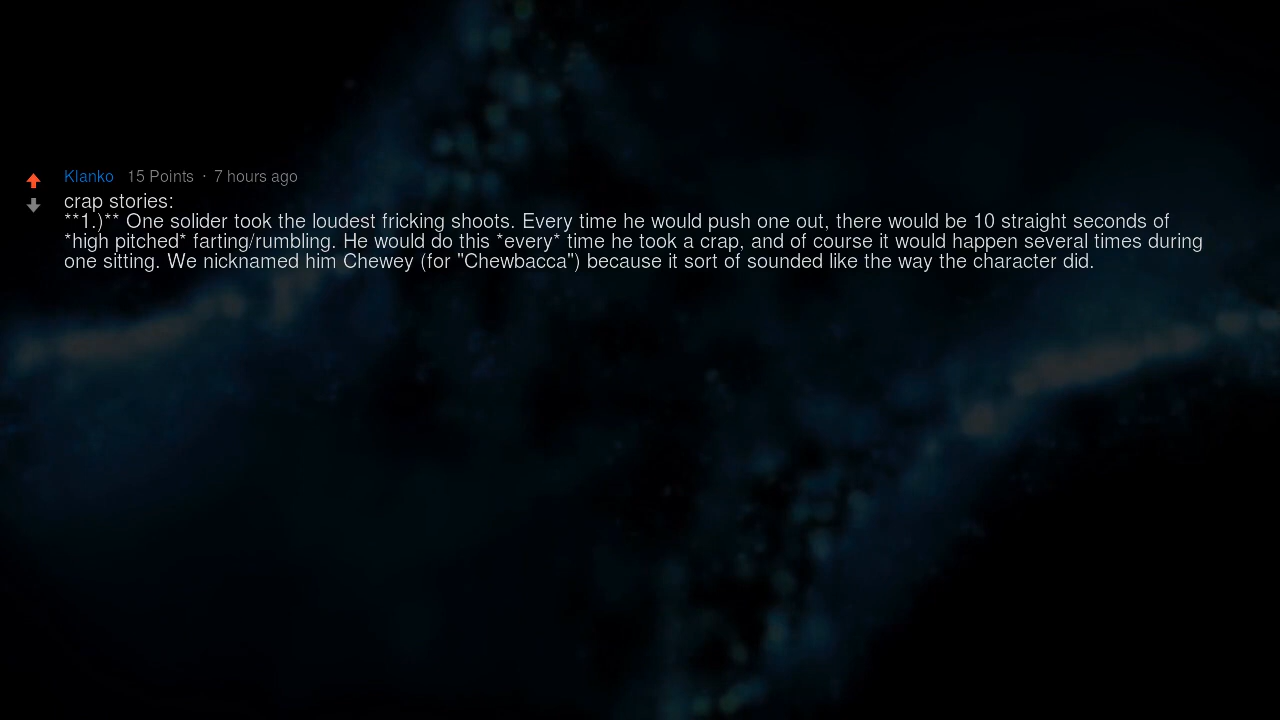 Klanko 15 Points · 7 hours ago
crap stories:
**1.)** One solider took the loudest fricking shoots. Every time he would push one out, there would be 10 straight seconds of
*high pitched* farting/rumbling. He would do this *every* time he took a crap, and of course it would happen several times during
one sitting. We nicknamed him Chewey (for "Chewbacca") because it sort of sounded like the way the character did.